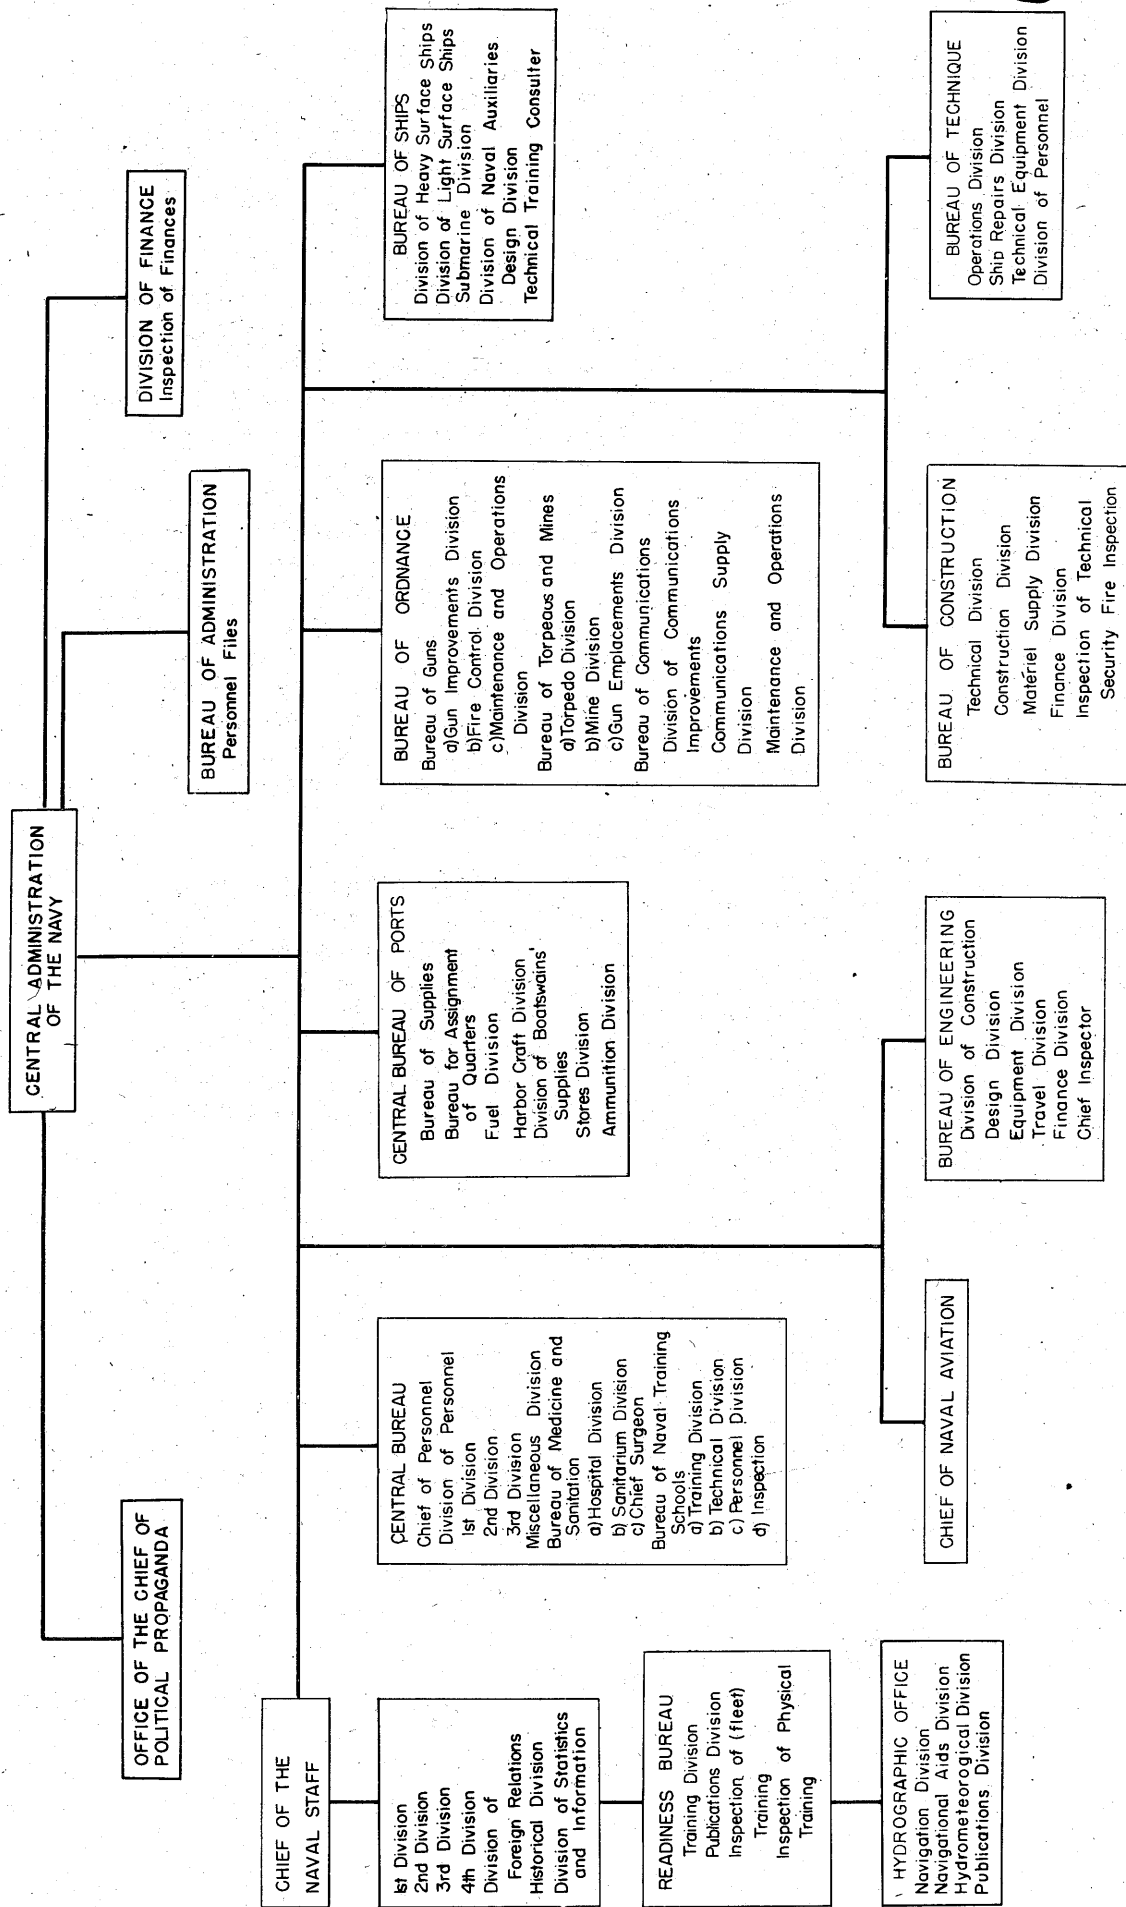 CENTRAL ADMINISTRATION
OF THE NAVY
OFFICE OF THE CHIEF OF
POLITICAL PROPAGANDA
DIVISION OF FINANCE
Inspection of Finances
BUREAU OF ADMINISTRATION
Personnel Files
CHIEF OF THE
NAVAL STAFF
1st Division
2nd Division
3rd Division
4th Division
Division of
Foreign Relations
Historical Division
Division of Statistics
and Information
READINESS BUREAU
Training Division
Publications Division
Inspection of (fleet)
Training
Inspection of Physical
Training
HYDROGRAPHIC OFFICE
Navigation Division
Navigational Aids Division
Hydrometeorogical Division
Publications Division
CENTRAL BUREAU
Chief of Personnel
Division of Personnel
1st Division
2nd Division
3rd Division
Miscellaneous Division
Bureau of Medicine and
Sanitation
a) Hospital Division
b) Sanitarium Division
c) Chief Surgeon
Bureau of Naval Training
Schools
a) Training Division
b) Technical Division
c) Personnel Division
d) Inspection
CENTRAL BUREAU OF PORTS
Bureau of Supplies
Bureau for Assignment
of Quarters
Fuel Division
Harbor Craft Division
Division of Boatswains'
Supplies
Stores Division
Ammunition Division
BUREAU OF ORDNANCE
Bureau of Guns
a)Gun Improvements Division
b)Fire Control Division
c)Maintenance and Operations
Division
Bureau of Torpeaus and Mines
a)Torpedo Division
b)Mine Division
c)Gun Emplacements Division
Bureau of Communications
Division of Communications
Improvements
Communications Supply
Division
Maintenance and Operations
Division
BUREAU OF SHIPS
Division of Heavy Surface Ships
Division of Light Surface Ships
Submarine Division
Division of Naval Auxiliaries
Design Division
Technical Training Consulter
CHIEF OF NAVAL AVIATION
BUREAU OF ENGINEERING
Division of Construction
Design Division
Equipment Division
Travel Division
Finance Division
Chief Inspector
BUREAU OF CONSTRUCTION
Technical Division
Construction Division
Matériel Supply Division
Finance Division
Inspection of Technical
Security Fire Inspection
BUREAU OF TECHNIQUE
Operations Division
Ship Repairs Division
Technical Equipment Division
Division of Personnel